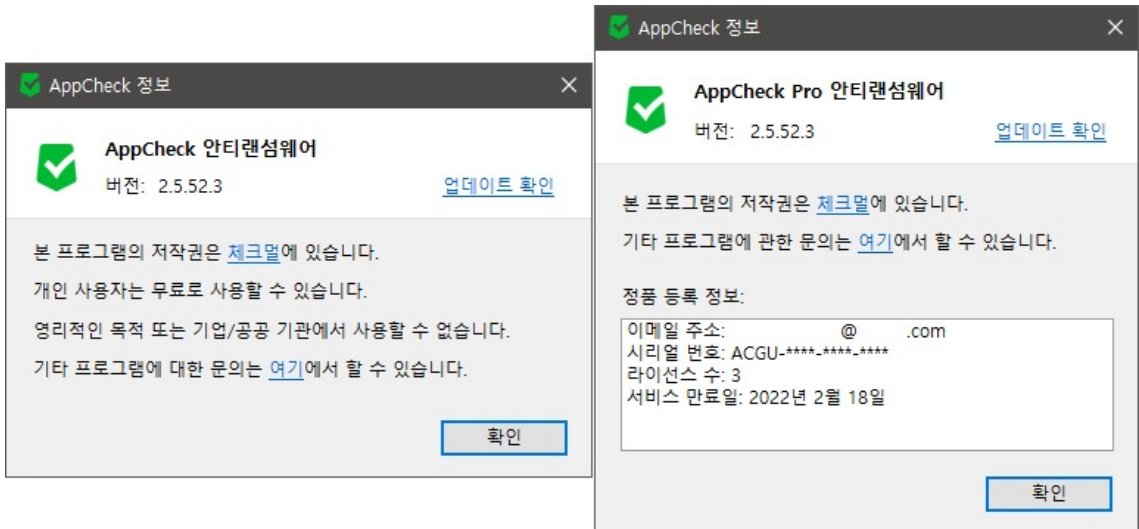 AppCheck 정보
AppCheck 안티랜섬웨어
버전: 2.5.52.3 업데이트 확인
본 프로그램의 저작권은 체크멀에 있습니다.
개인 사용자는 무료로 사용할 수 있습니다.
영리적인 목적 또는 기업/공공 기관에서 사용할 수 없습니다.
기타 프로그램에 대한 문의는 여기에서 할 수 있습니다.
확인
AppCheck 정보
AppCheck Pro 안티랜섬웨어
버전: 2.5.52.3 업데이트 확인
본 프로그램의 저작권은 체크멀에 있습니다.
기타 프로그램에 관한 문의는 여기에서 할 수 있습니다.
정품 등록 정보:
이메일 주소: @ .com
시리얼 번호: ACGU-****-****-****
라이선스 수: 3
서비스 만료일: 2022년 2월 18일
확인